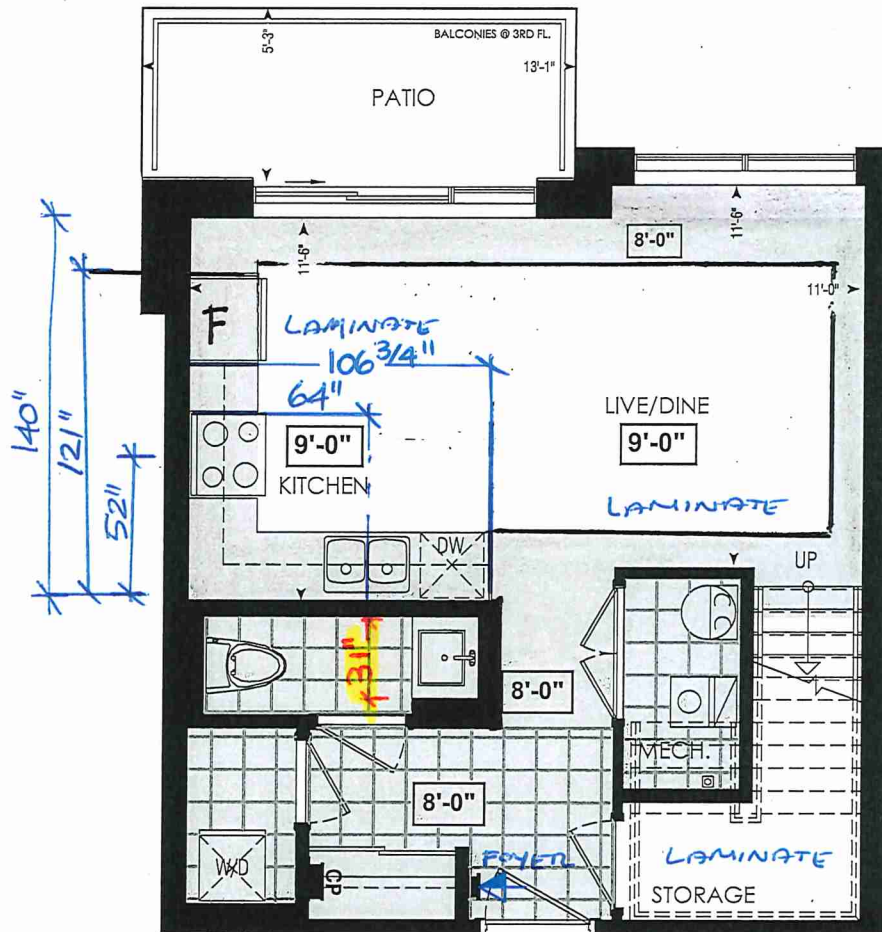 BALCONIES @ 3RD FL.
5'-3"
13'-1"
PATIO
11'-6"
8'-0"
11'-6"
11'-0"
F
LAMINATE
106 3/4"
64"
LIVE/DINE
9'-0"
9'-0"
KITCHEN
LAMINATE
140"
121"
52"
DW
UP
31"
8'-0"
MECH.
8'-0"
W/D
CP
FOYER
LAMINATE
STORAGE